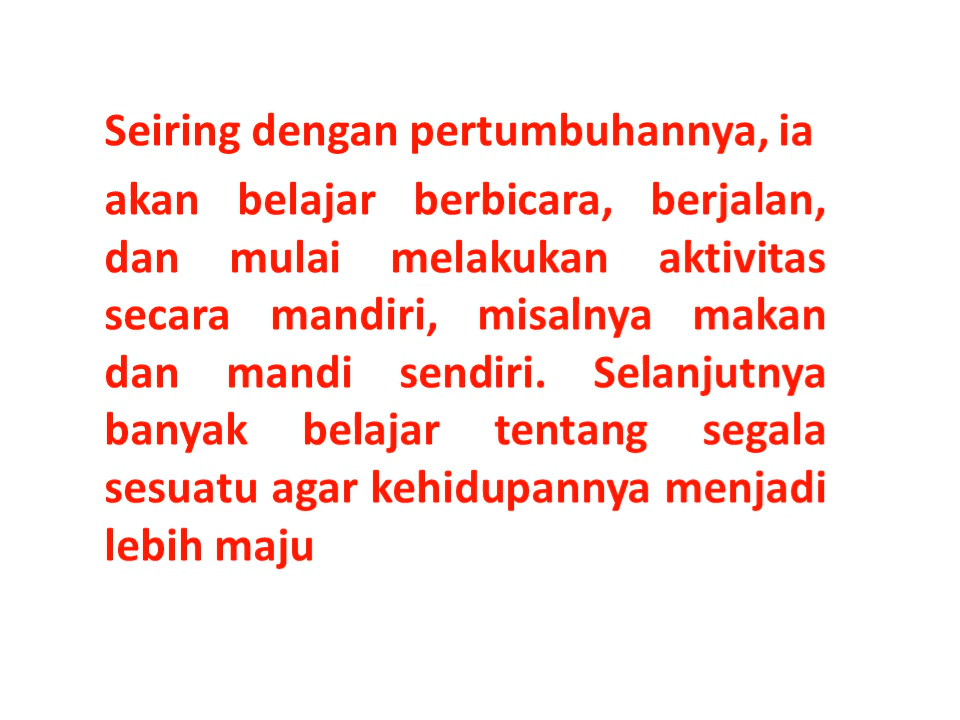 Seiring dengan pertumbuhannya, ia
akan belajar berbicara, berjalan,
dan mulai melakukan aktivitas
secara mandiri, misalnya makan
dan mandi sendiri. Selanjutnya
banyak belajar tentang segala
sesuatu agar kehidupannya menjadi
lebih maju